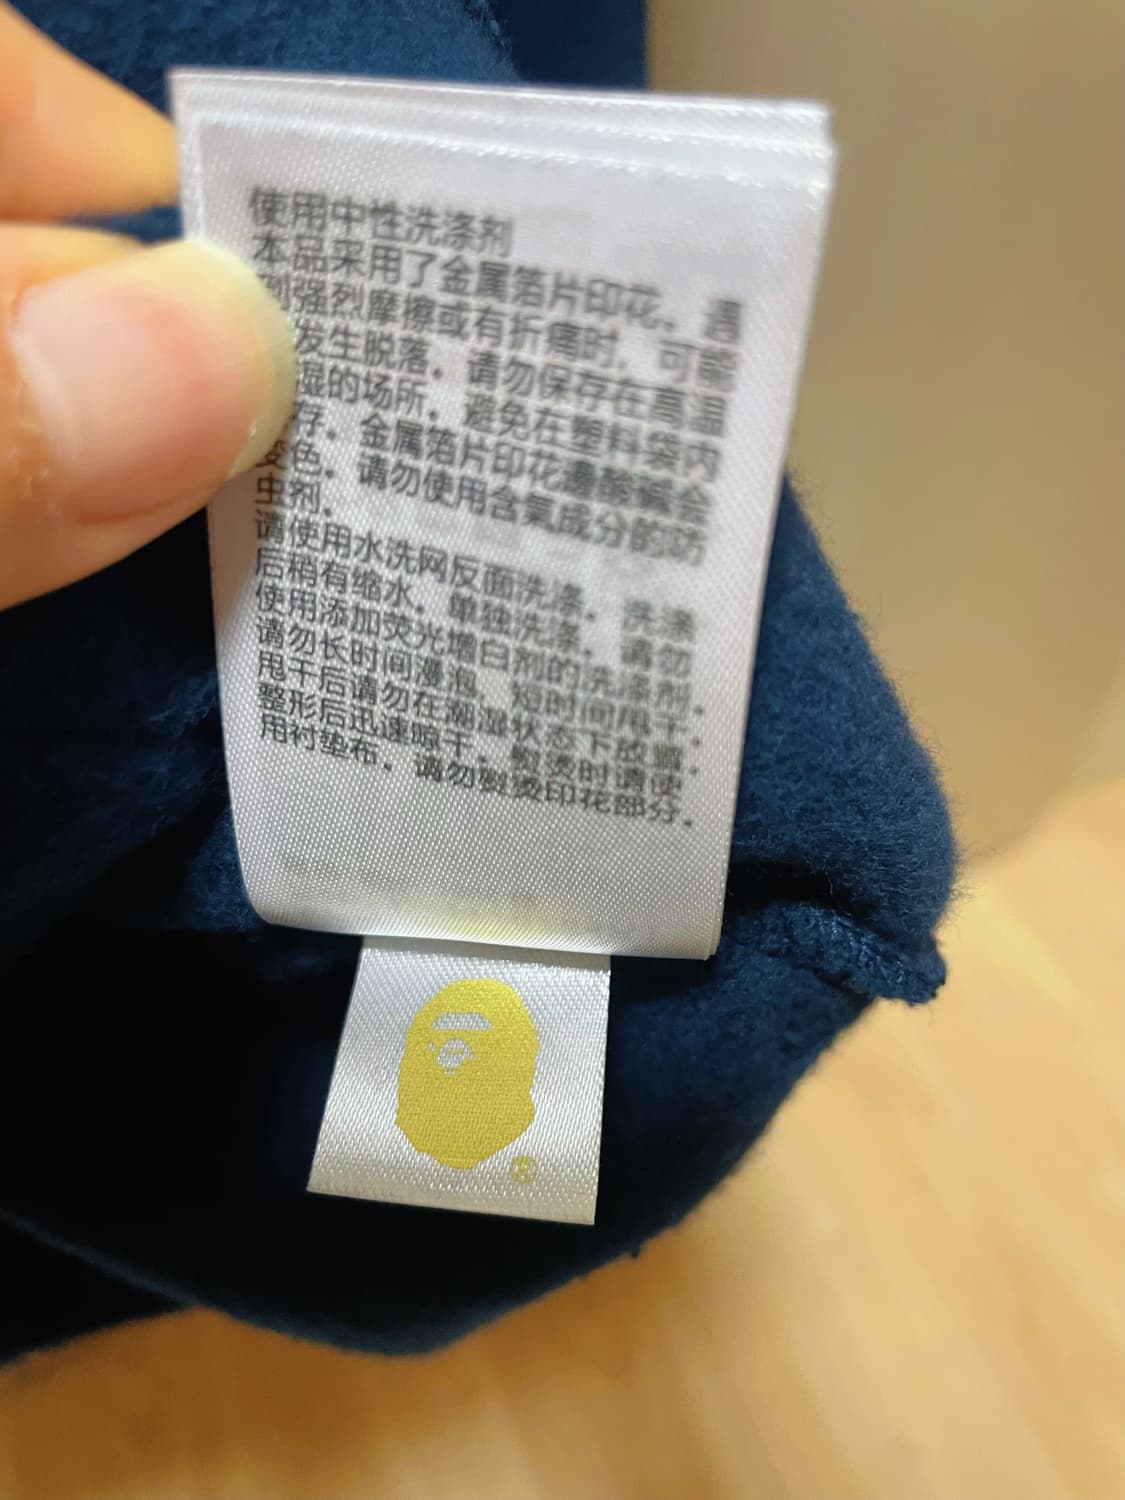 使用中性洗涤剂
本品采用了金属箔片印花，遇
到强烈摩擦或有折痛时，可能
发生脱落．请勿保存在高温
湿的场所．避免在塑料袋内
存．金属箔片印花遇酸碱会
变色．请勿使用含氯成分的防
虫剂．
请使用水洗网反面洗涤．洗涤
后稍有缩水．单独洗涤．请勿
使用添加荧光增白剂的洗涤剂．
请勿长时间浸泡、短时间甩干．
甩干后请勿在潮湿状态下放置．
整形后迅速晾干．熨烫时请使
用衬垫布．请勿熨烫印花部分．
®